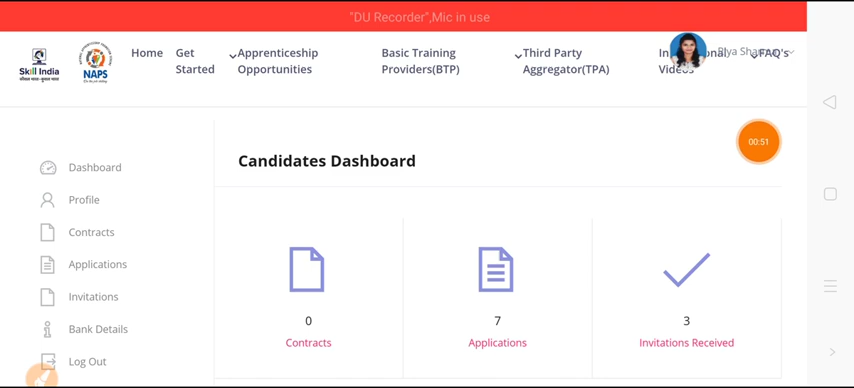 "DU Recorder",Mic in use
Skill India
NAPS
Home
Get Started
Apprenticeship Opportunities
Basic Training Providers(BTP)
Third Party Aggregator(TPA)
Videos
FAQ's
00:51
Candidates Dashboard
Dashboard
Profile
Contracts
Applications
Invitations
Bank Details
Log Out
0
Contracts
7
Applications
3
Invitations Received